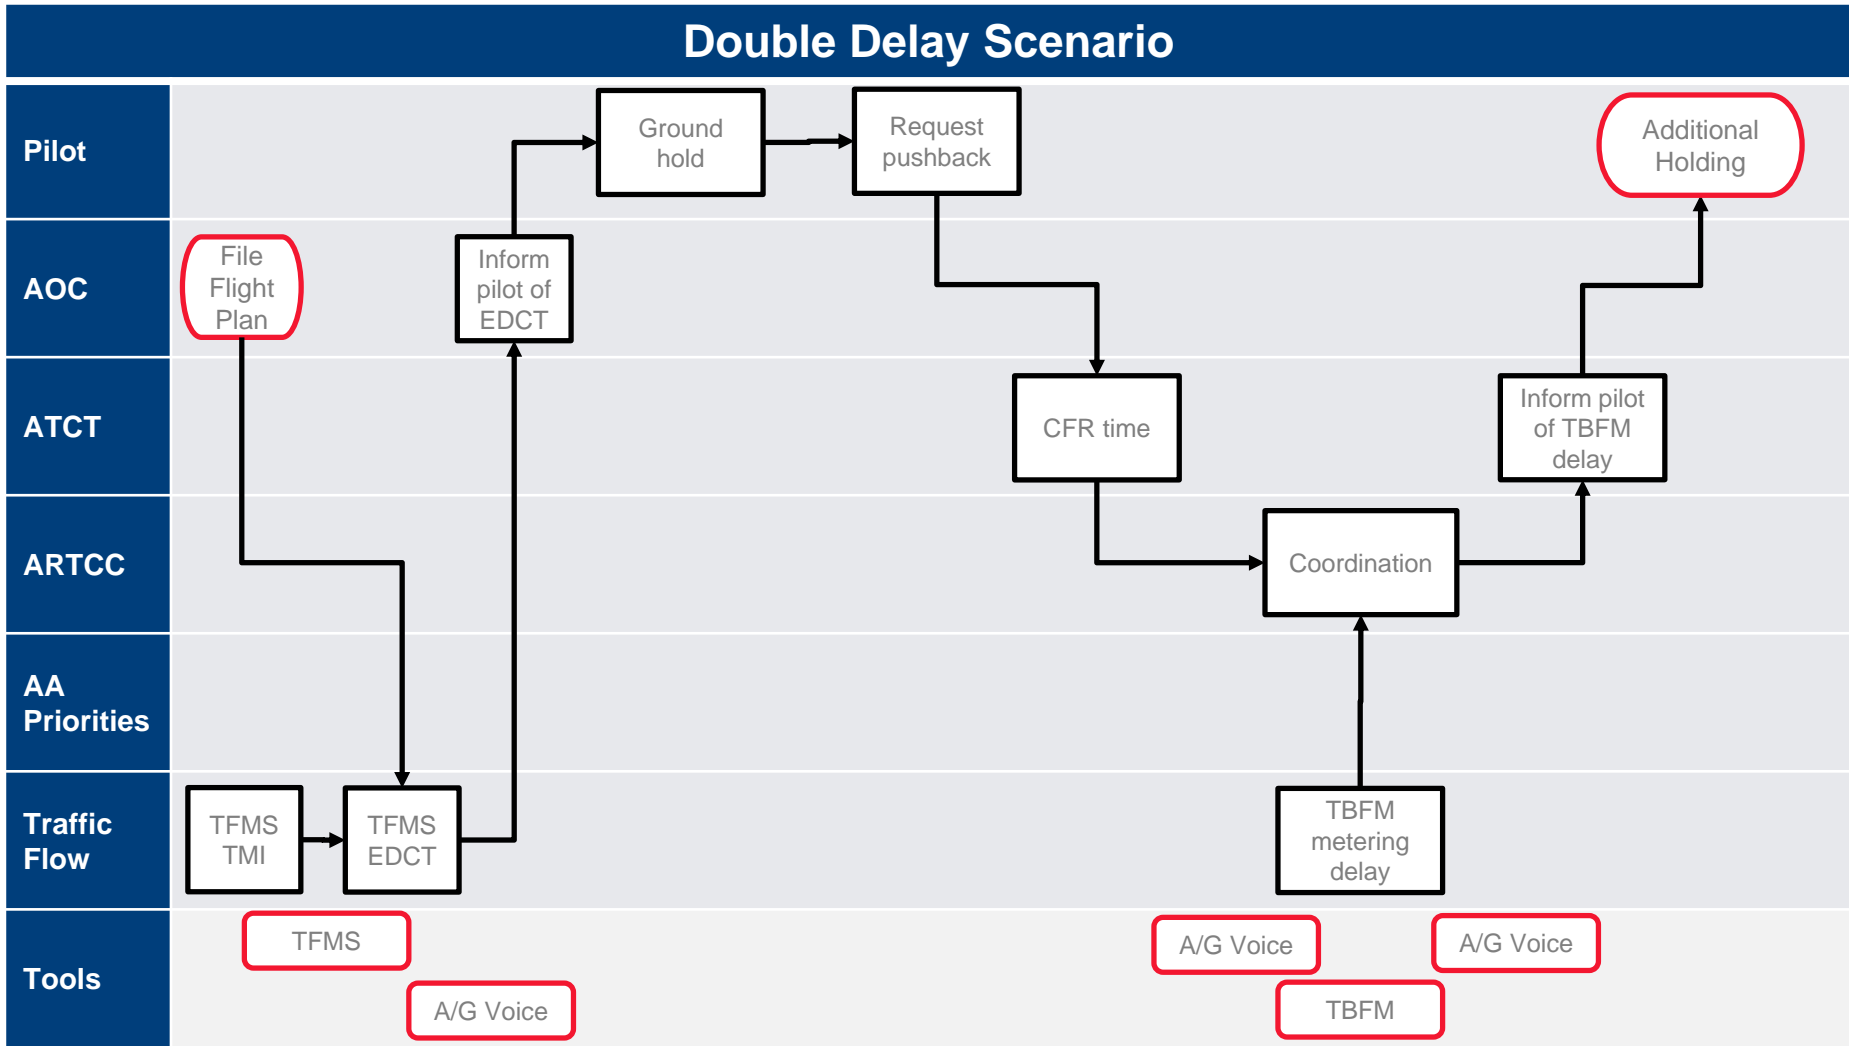 Double Delay Scenario
Pilot
Ground
hold
Request
pushback
Additional
Holding
AOC
File
Flight
Plan
Inform
pilot of
EDCT
ATCT
CFR time
Inform pilot
of TBFM
delay
ARTCC
Coordination
AA
Priorities
Traffic
Flow
TFMS
TMI
TFMS
EDCT
TBFM
metering
delay
Tools
TFMS
A/G Voice
A/G Voice
TBFM
A/G Voice